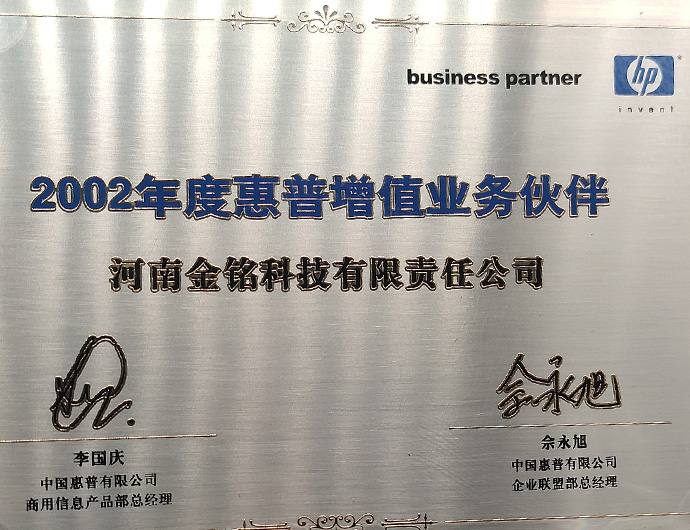 business partner
hp
invent
2002年度惠普增值业务伙伴
河南金铭科技有限责任公司
李国庆
中国惠普有限公司
商用信息产品部总经理
佘永旭
佘永旭
中国惠普有限公司
企业联盟部总经理